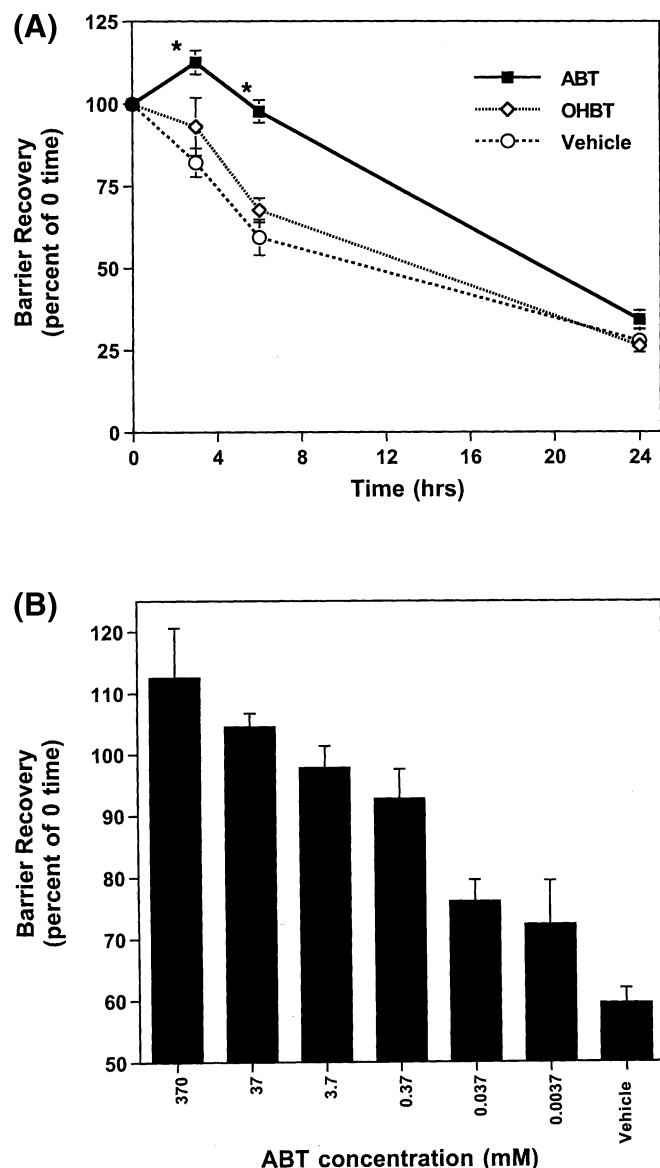 (A)
125
100
75
50
25
0
Barrier Recovery
(percent of 0 time)
*
*
ABT
OHBT
Vehicle
0
4
8
12
16
20
24
Time (hrs)
(B)
120
110
100
90
80
70
60
50
Barrier Recovery
(percent of 0 time)
370
37
3.7
0.37
0.037
0.0037
Vehicle
ABT concentration (mM)